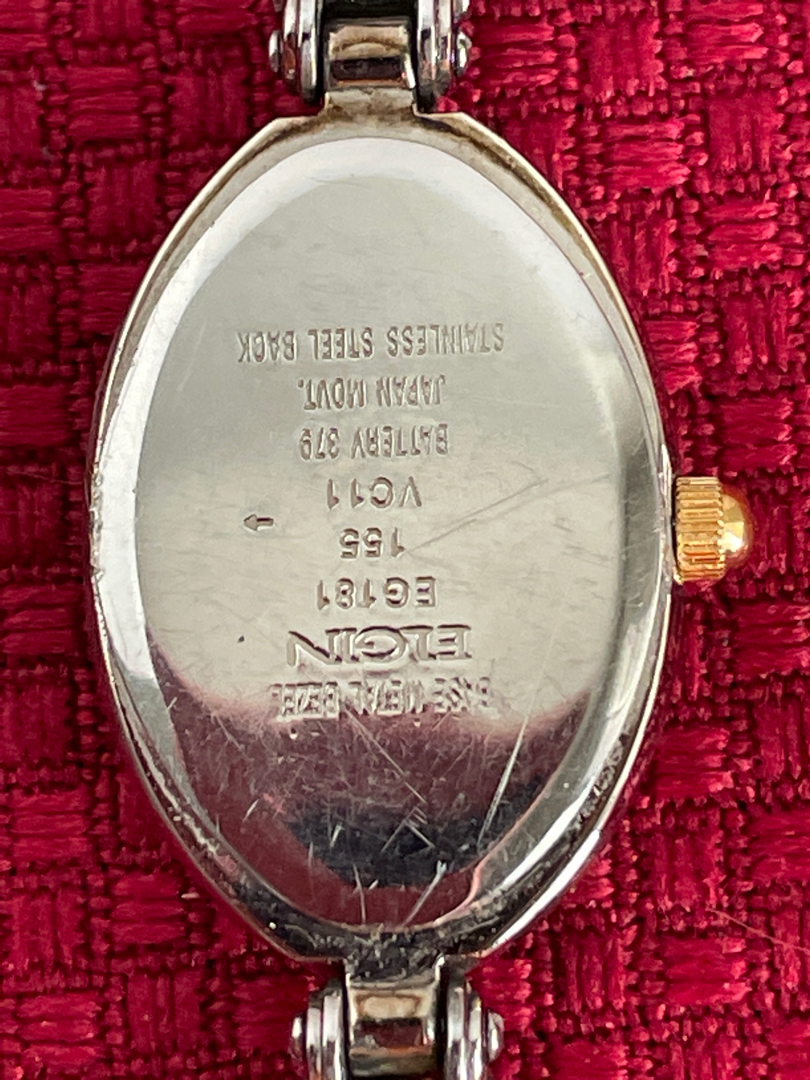 BASE METAL BEZEL
ELGIN
EG181
155
VC11
BATTERY 379
JAPAN MOVT.
STAINLESS STEEL BACK